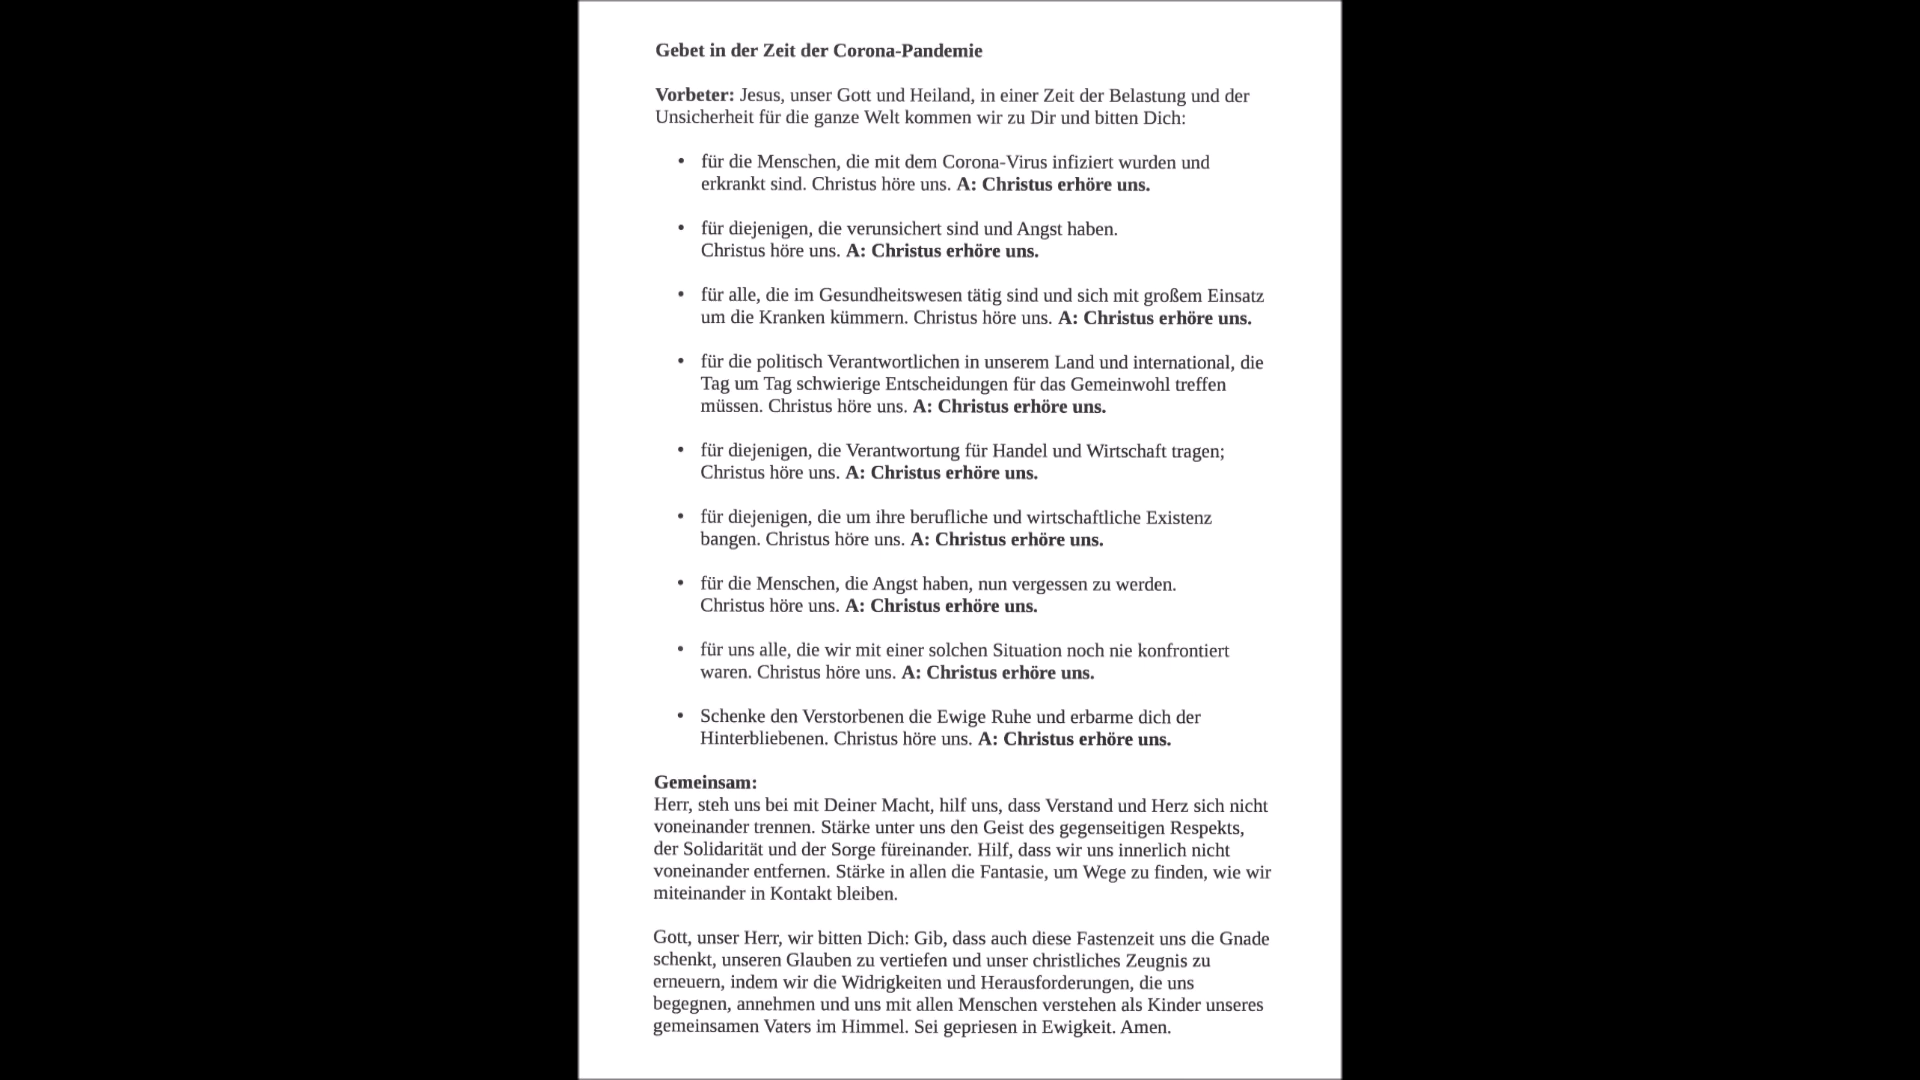 Gebet in der Zeit der Corona-Pandemie
Vorbeter: Jesus, unser Gott und Heiland, in einer Zeit der Belastung und der
Unsicherheit für die ganze Welt kommen wir zu Dir und bitten Dich:
• für die Menschen, die mit dem Corona-Virus infiziert wurden und
erkrankt sind. Christus höre uns. A: Christus erhöre uns.
• für diejenigen, die verunsichert sind und Angst haben.
Christus höre uns. A: Christus erhöre uns.
• für alle, die im Gesundheitswesen tätig sind und sich mit großem Einsatz
um die Kranken kümmern. Christus höre uns. A: Christus erhöre uns.
• für die politisch Verantwortlichen in unserem Land und international, die
Tag um Tag schwierige Entscheidungen für das Gemeinwohl treffen
müssen. Christus höre uns. A: Christus erhöre uns.
• für diejenigen, die Verantwortung für Handel und Wirtschaft tragen;
Christus höre uns. A: Christus erhöre uns.
• für diejenigen, die um ihre berufliche und wirtschaftliche Existenz
bangen. Christus höre uns. A: Christus erhöre uns.
• für die Menschen, die Angst haben, nun vergessen zu werden.
Christus höre uns. A: Christus erhöre uns.
• für uns alle, die wir mit einer solchen Situation noch nie konfrontiert
waren. Christus höre uns. A: Christus erhöre uns.
• Schenke den Verstorbenen die Ewige Ruhe und erbarme dich der
Hinterbliebenen. Christus höre uns. A: Christus erhöre uns.
Gemeinsam:
Herr, steh uns bei mit Deiner Macht, hilf uns, dass Verstand und Herz sich nicht
voneinander trennen. Stärke unter uns den Geist des gegenseitigen Respekts,
der Solidarität und der Sorge füreinander. Hilf, dass wir uns innerlich nicht
voneinander entfernen. Stärke in allen die Fantasie, um Wege zu finden, wie wir
miteinander in Kontakt bleiben.
Gott, unser Herr, wir bitten Dich: Gib, dass auch diese Fastenzeit uns die Gnade
schenkt, unseren Glauben zu vertiefen und unser christliches Zeugnis zu
erneuern, indem wir die Widrigkeiten und Herausforderungen, die uns
begegnen, annehmen und uns mit allen Menschen verstehen als Kinder unseres
gemeinsamen Vaters im Himmel. Sei gepriesen in Ewigkeit. Amen.